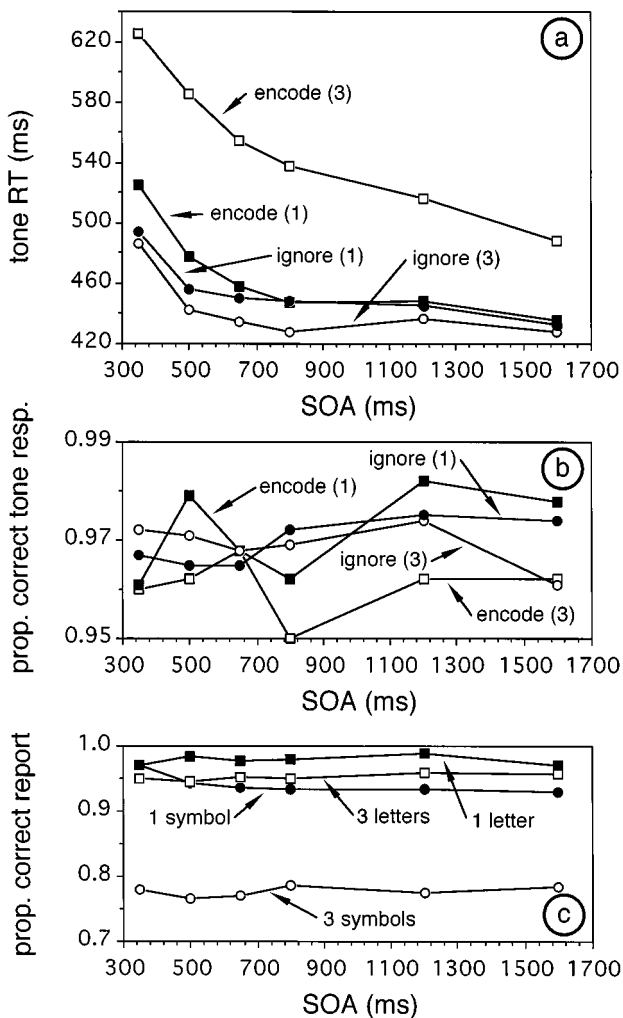 a
620
580
540
500
460
420
tone RT (ms)
encode (3)
encode (1)
ignore (1)
ignore (3)
300 500 700 900 1100 1300 1500 1700
SOA (ms)
b
0.99
0.97
0.95
prop. correct tone resp.
ignore (1)
encode (1)
ignore (3)
encode (3)
300 500 700 900 1100 1300 1500 1700
SOA (ms)
1.0
0.9
0.8
0.7
prop. correct report
1 symbol
3 letters
1 letter
3 symbols
c
300 500 700 900 1100 1300 1500 1700
SOA (ms)